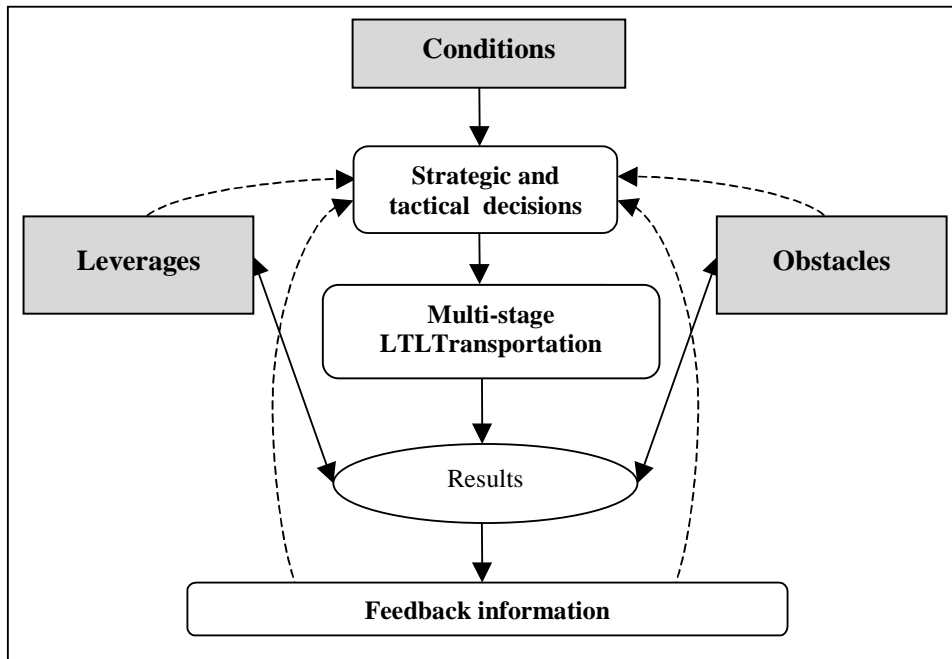 Conditions
Strategic and
tactical decisions
Leverages
Obstacles
Multi-stage
LTLTransportation
Results
Feedback information